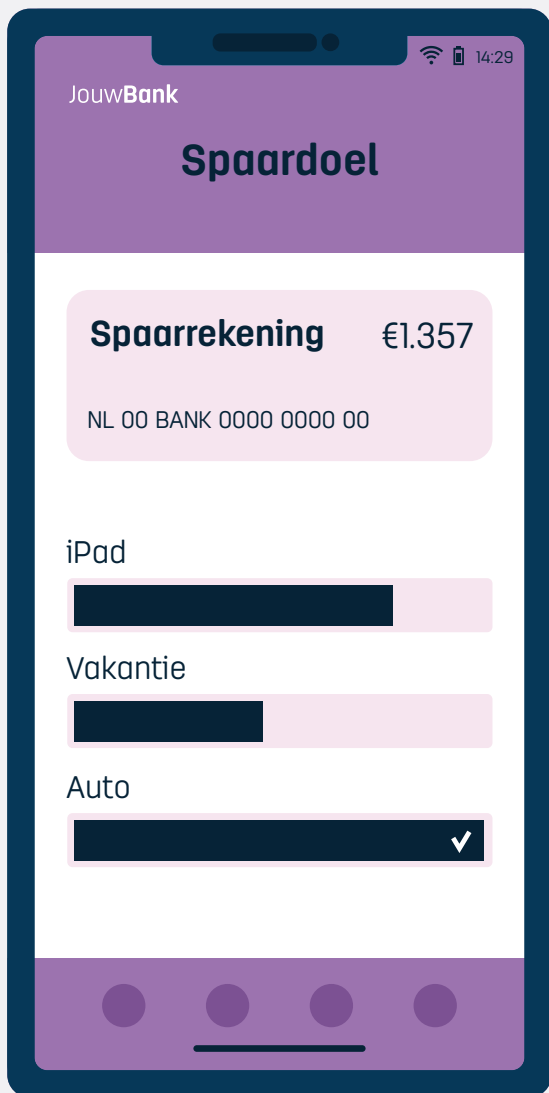 14:29
JouwBank
Spaardoel
Spaarrekening €1.357
NL 00 BANK 0000 0000 00
iPad
Vakantie
Auto